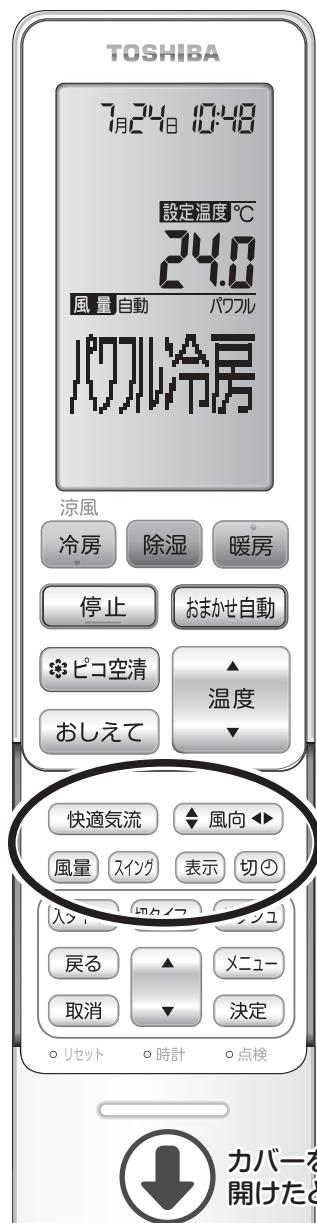 TOSHIBA
7月24日 10:48
設定温度 ℃
24.0
風量 自動 パワフル
パワフル冷房
涼風
冷房 除湿 暖房
停止 おまかせ自動
ピコ空清 ▲
温度
おしえて ▼
快適気流 風向
風量 スイング 表示 切
戻る ▲ メニュー
取消 ▼ 決定
リセット 時計 点検
カバーを
開けた